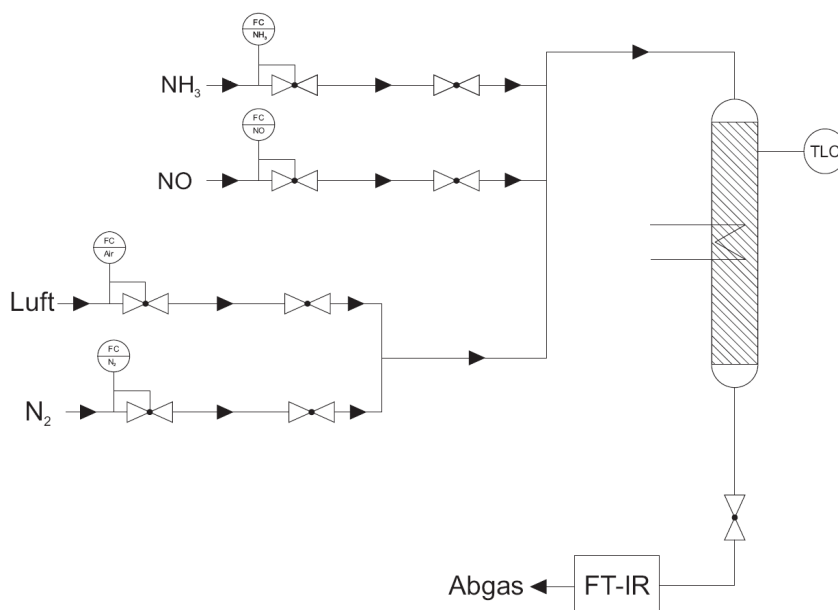 FC
NH₃
NH₃
FC
NO
NO
TLC
FC
Air
Luft
FC
N₂
N₂
Abgas
FT-IR